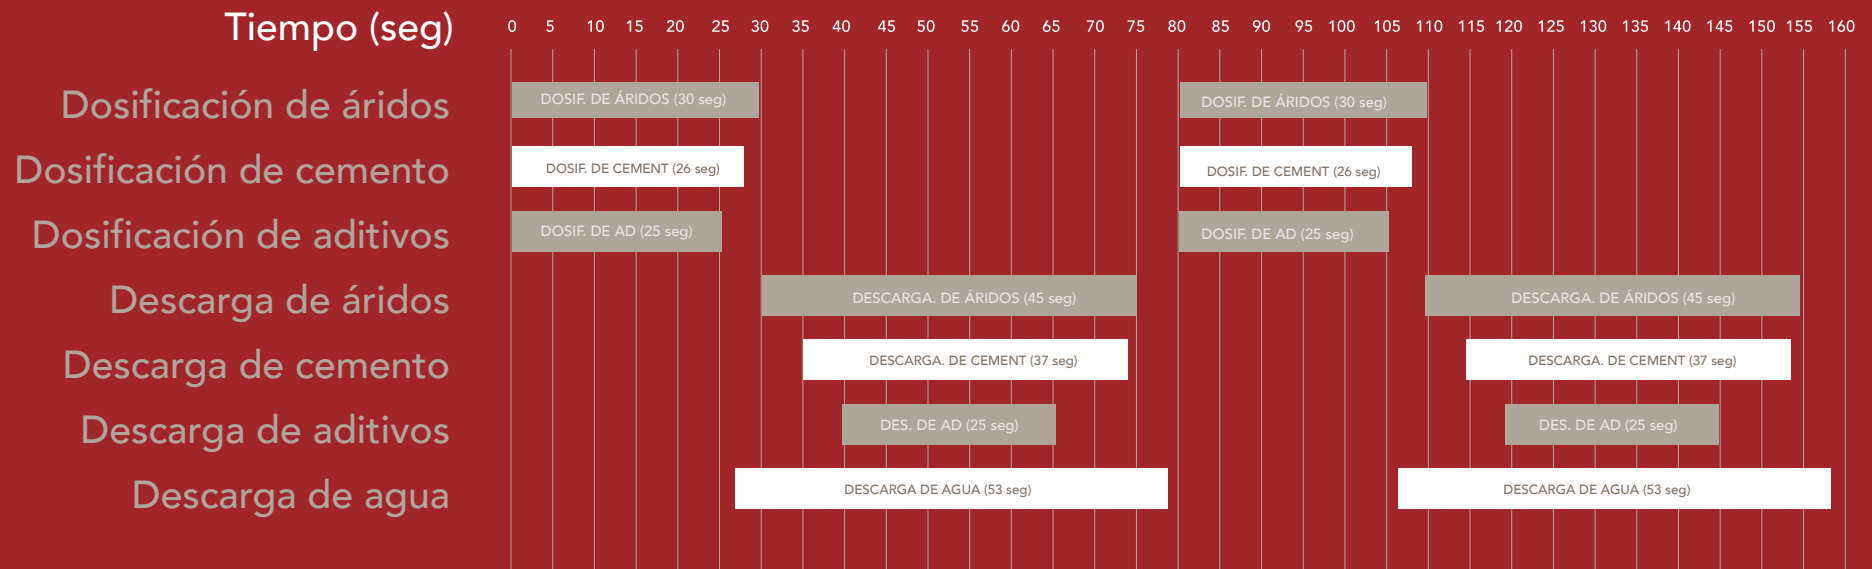 Tiempo (seg) 0 5 10 15 20 25 30 35 40 45 50 55 60 65 70 75 80 85 90 95 100 105 110 115 120 125 130 135 140 145 150 155 160
Dosificación de áridos DOSIF. DE ÁRIDOS (30 seg) DOSIF. DE ÁRIDOS (30 seg)
Dosificación de cemento DOSIF. DE CEMENT (26 seg) DOSIF. DE CEMENT (26 seg)
Dosificación de aditivos DOSIF. DE AD (25 seg) DOSIF. DE AD (25 seg)
Descarga de áridos DESCARGA. DE ÁRIDOS (45 seg) DESCARGA. DE ÁRIDOS (45 seg)
Descarga de cemento DESCARGA. DE CEMENT (37 seg) DESCARGA. DE CEMENT (37 seg)
Descarga de aditivos DES. DE AD (25 seg) DES. DE AD (25 seg)
Descarga de agua DESCARGA DE AGUA (53 seg) DESCARGA DE AGUA (53 seg)